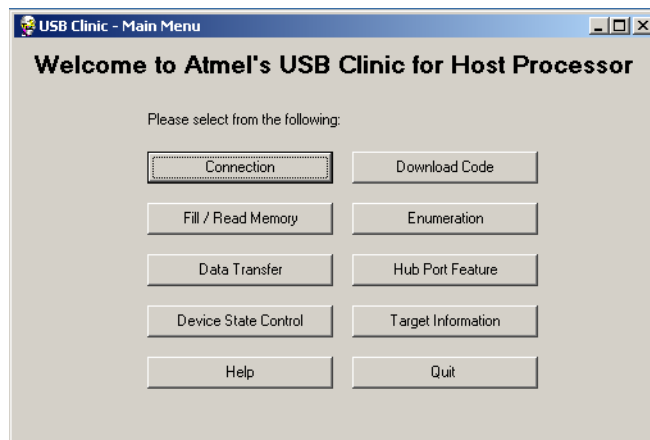 USB Clinic - Main Menu
Welcome to Atmel's USB Clinic for Host Processor
Please select from the following:
Connection
Download Code
Fill / Read Memory
Enumeration
Data Transfer
Hub Port Feature
Device State Control
Target Information
Help
Quit